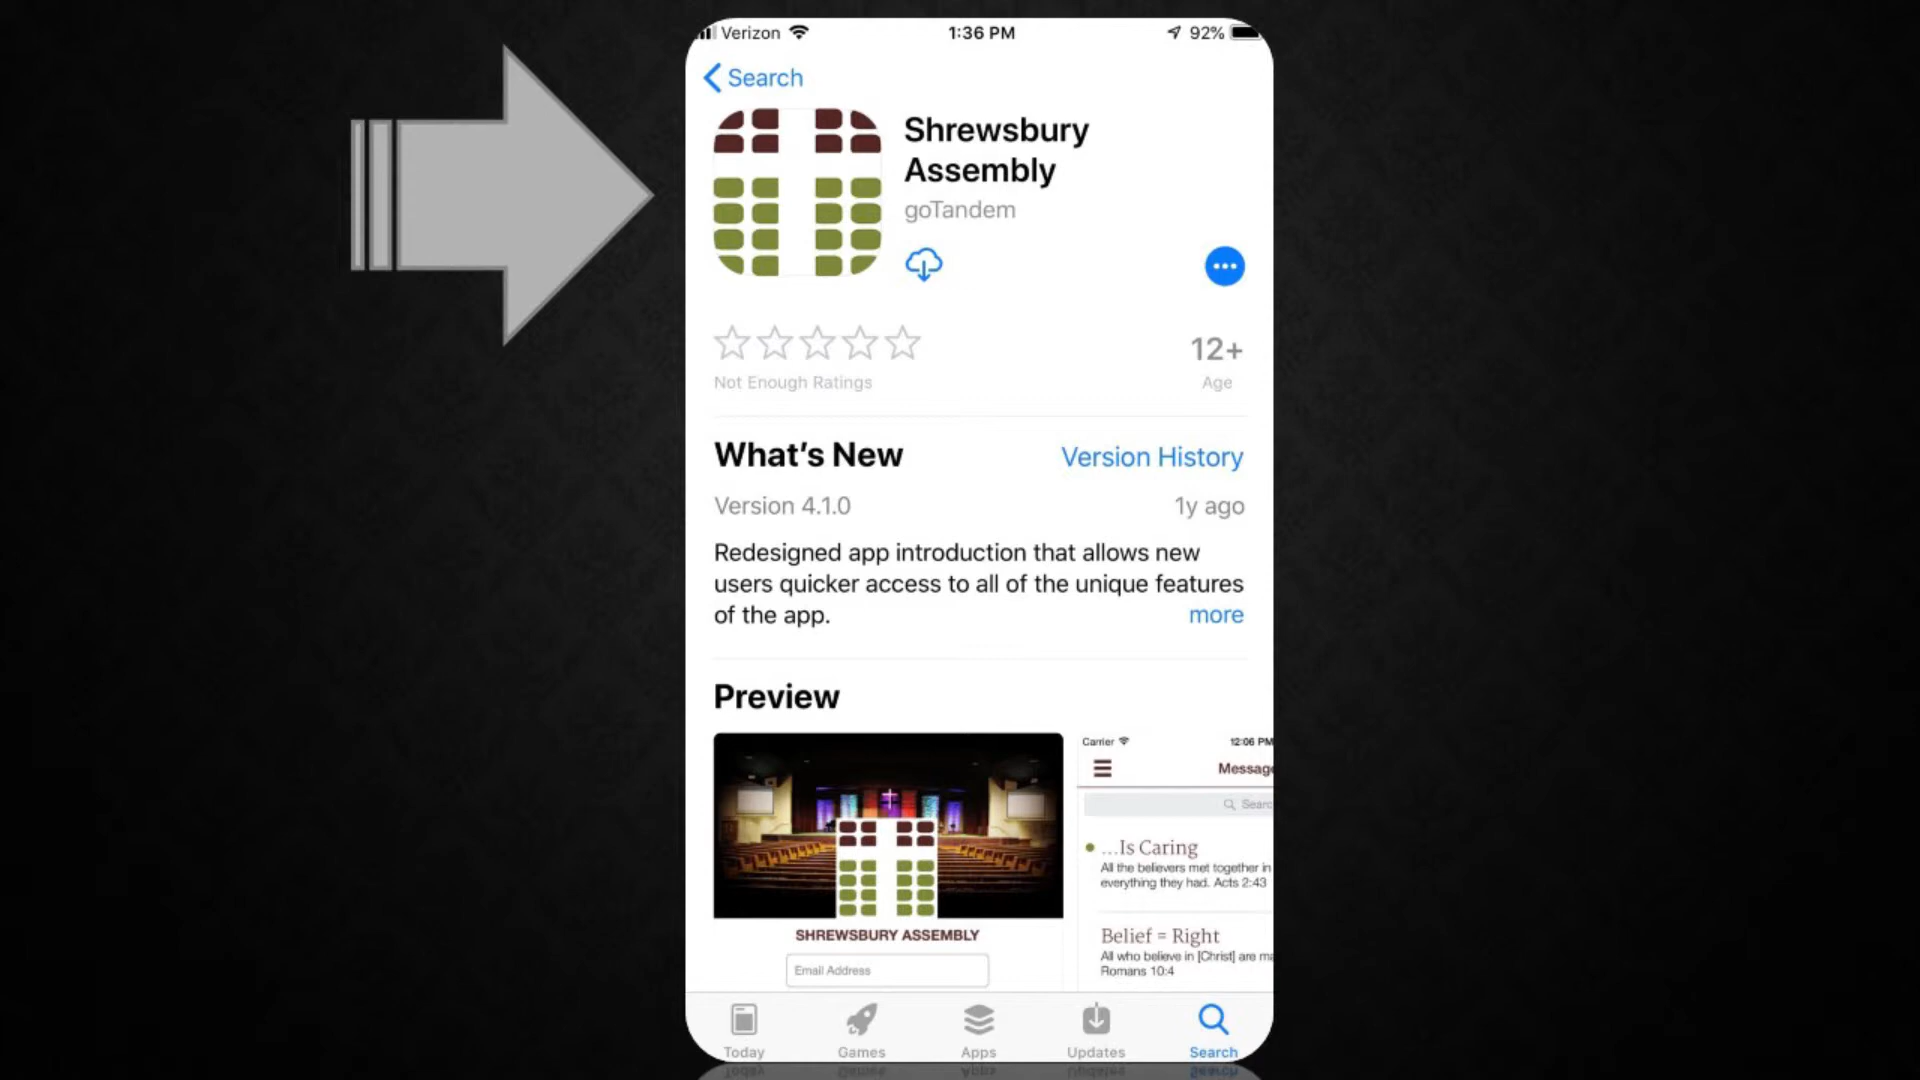 Verizon 1:36 PM 92%
Search
Shrewsbury
Assembly
goTandem
Not Enough Ratings
12+
Age
What's New
Version History
Version 4.1.0
1y ago
Redesigned app introduction that allows new
users quicker access to all of the unique features
of the app.
more
Preview
SHREWSBURY ASSEMBLY
Email Address
Carrier 12:06 PM
Message
Searc
...Is Caring
All the believers met together in
everything they had. Acts 2:43
Belief = Right
All who believe in [Christ] are ma
Romans 10:4
Today Games Apps Updates Search